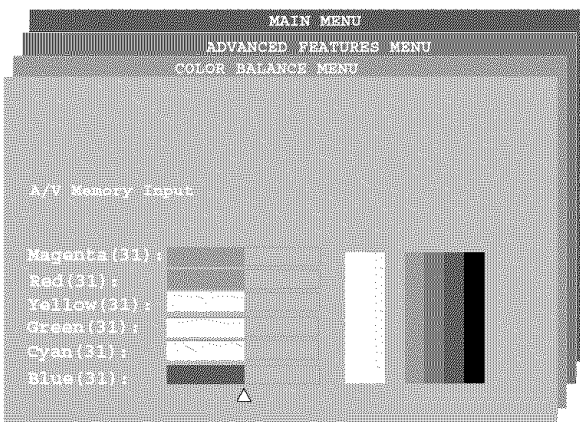 MAIN MENU
ADVANCED FEATURES MENU
COLOR BALANCE MENU
A/V Memory Input
Magenta(31):
Red(31):
Yellow(31):
Green(31):
Cyan(31):
Blue(31):